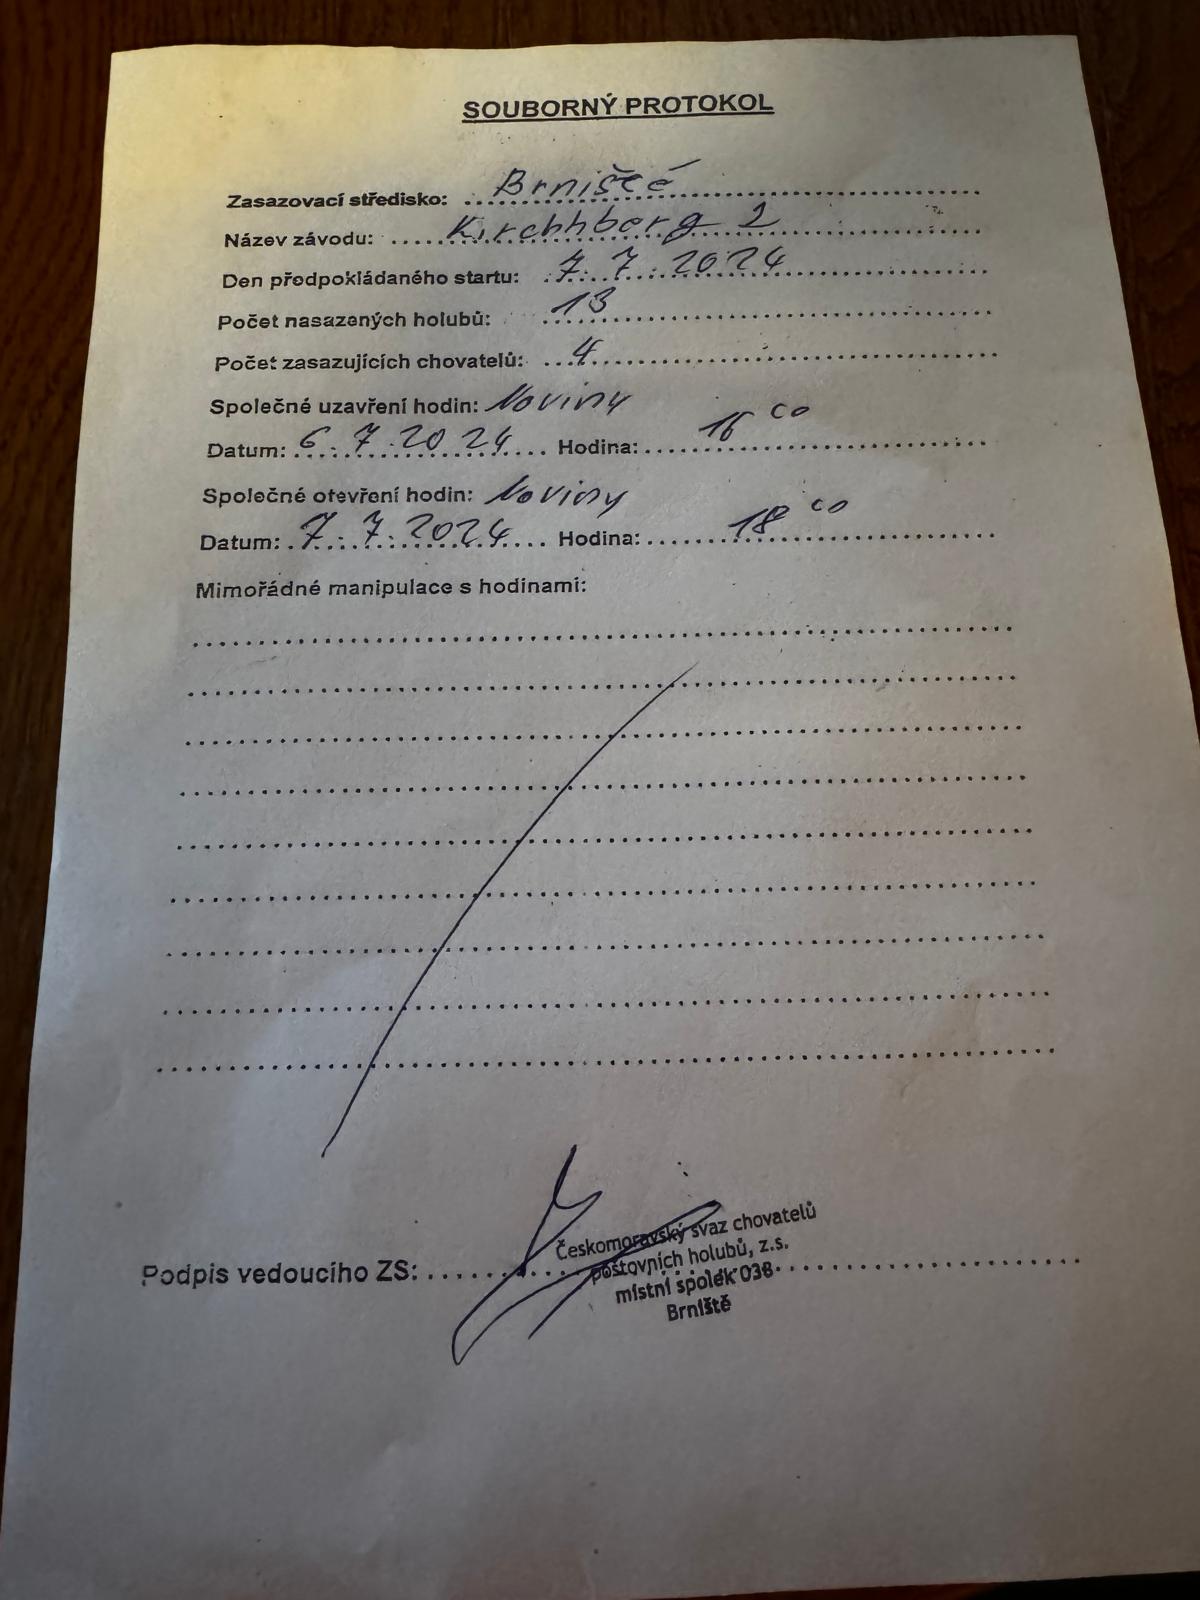 SOUBORNÝ PROTOKOL
Zasazovací středisko: Brništé
Název závodu: Kirchhberg 2
Den předpokládaného startu: 7. 7. 2024
Počet nasazených holubů: 13
Počet zasazujících chovatelů: 4
Společné uzavření hodin: Noviny
Datum: 6. 7. 2024 Hodina: 16 00
Společné otevření hodin: Noviny
Datum: 7. 7. 2024 Hodina: 18 00
Mimořádné manipulace s hodinami:
Českomoravský svaz chovatelů
poštovních holubů, z.s.
místní spolek 038
Brniště
Podpis vedoucího ZS: